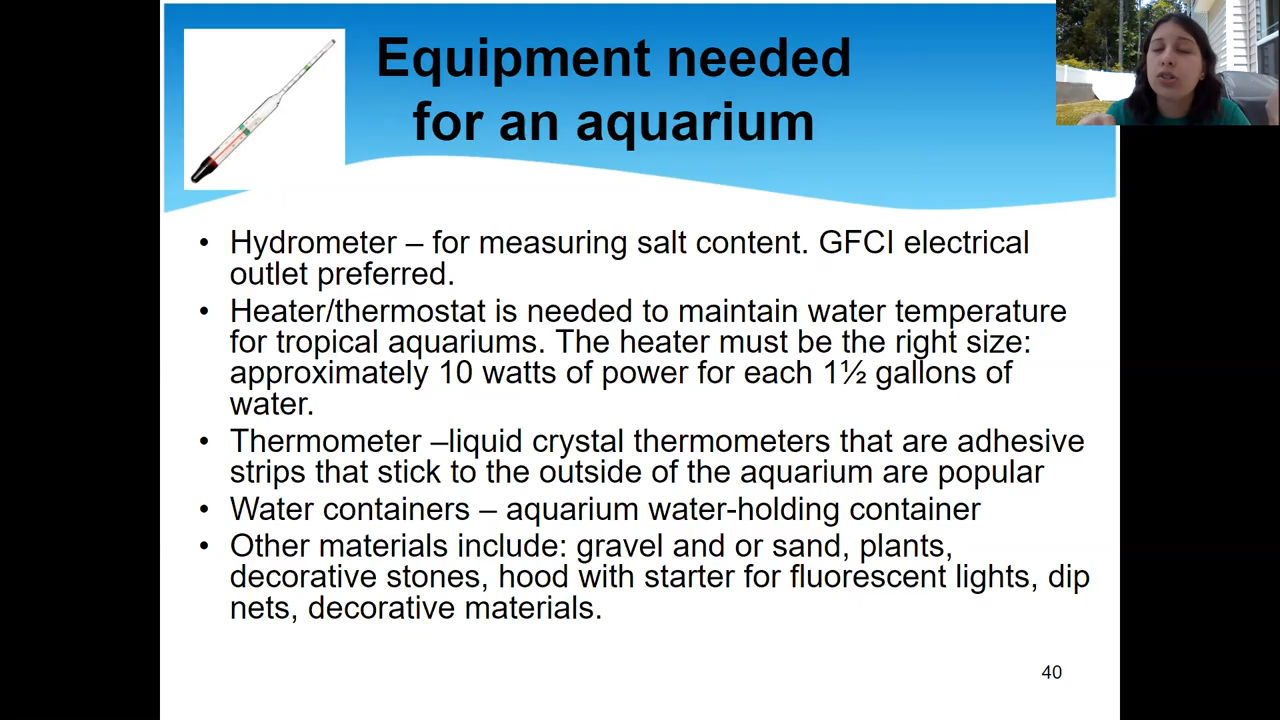 Equipment needed
for an aquarium
• Hydrometer – for measuring salt content. GFCI electrical
outlet preferred.
• Heater/thermostat is needed to maintain water temperature
for tropical aquariums. The heater must be the right size:
approximately 10 watts of power for each 1½ gallons of
water.
• Thermometer –liquid crystal thermometers that are adhesive
strips that stick to the outside of the aquarium are popular
• Water containers – aquarium water-holding container
• Other materials include: gravel and or sand, plants,
decorative stones, hood with starter for fluorescent lights, dip
nets, decorative materials.
40